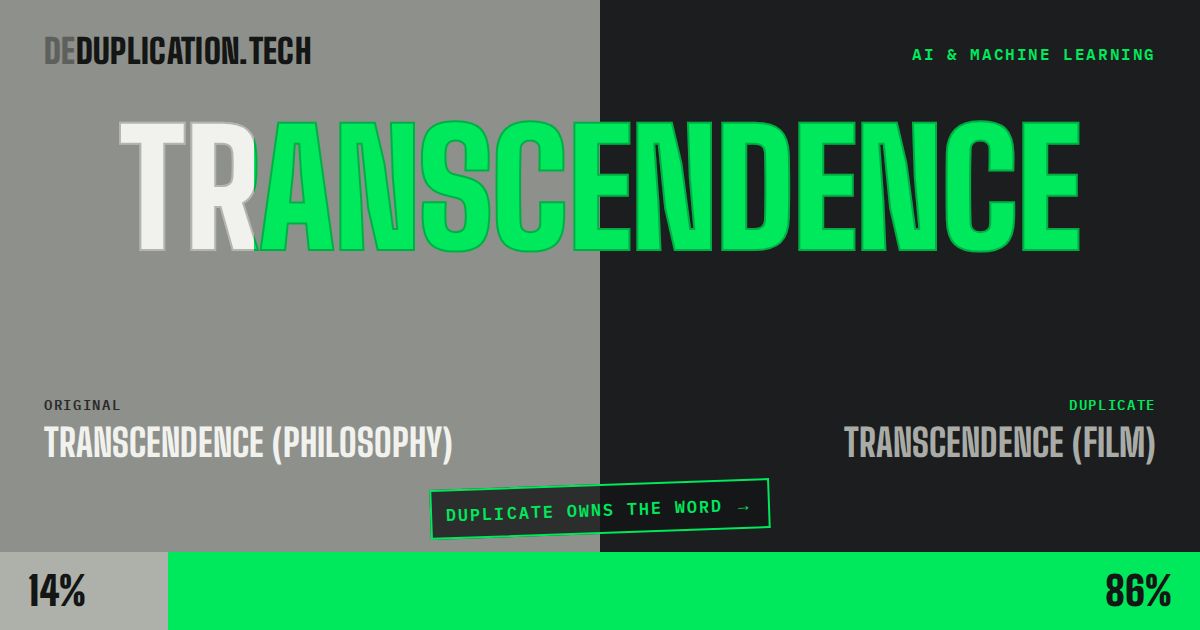 DEDUPLICATION.TECH
AI & MACHINE LEARNING
TRANSCENDENCE
ORIGINAL
TRANSCENDENCE (PHILOSOPHY)
DUPLICATE
TRANSCENDENCE (FILM)
DUPLICATE OWNS THE WORD →
14%
86%